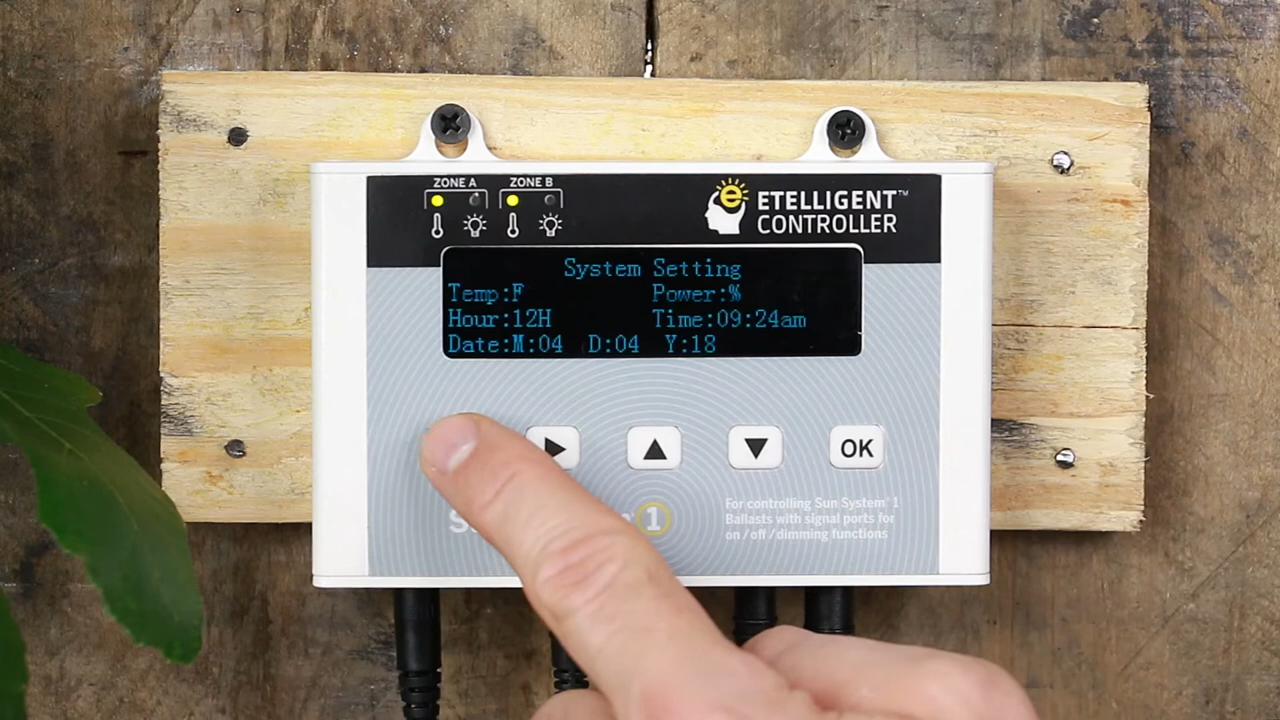 ZONE A ZONE B
ETELLIGENT™
CONTROLLER
System Setting
Temp:F Power:%
Hour:12H Time:09:24am
Date:M:04 D:04 Y:18
OK
1
For controlling Sun System® 1
Ballasts with signal ports for
on / off / dimming functions